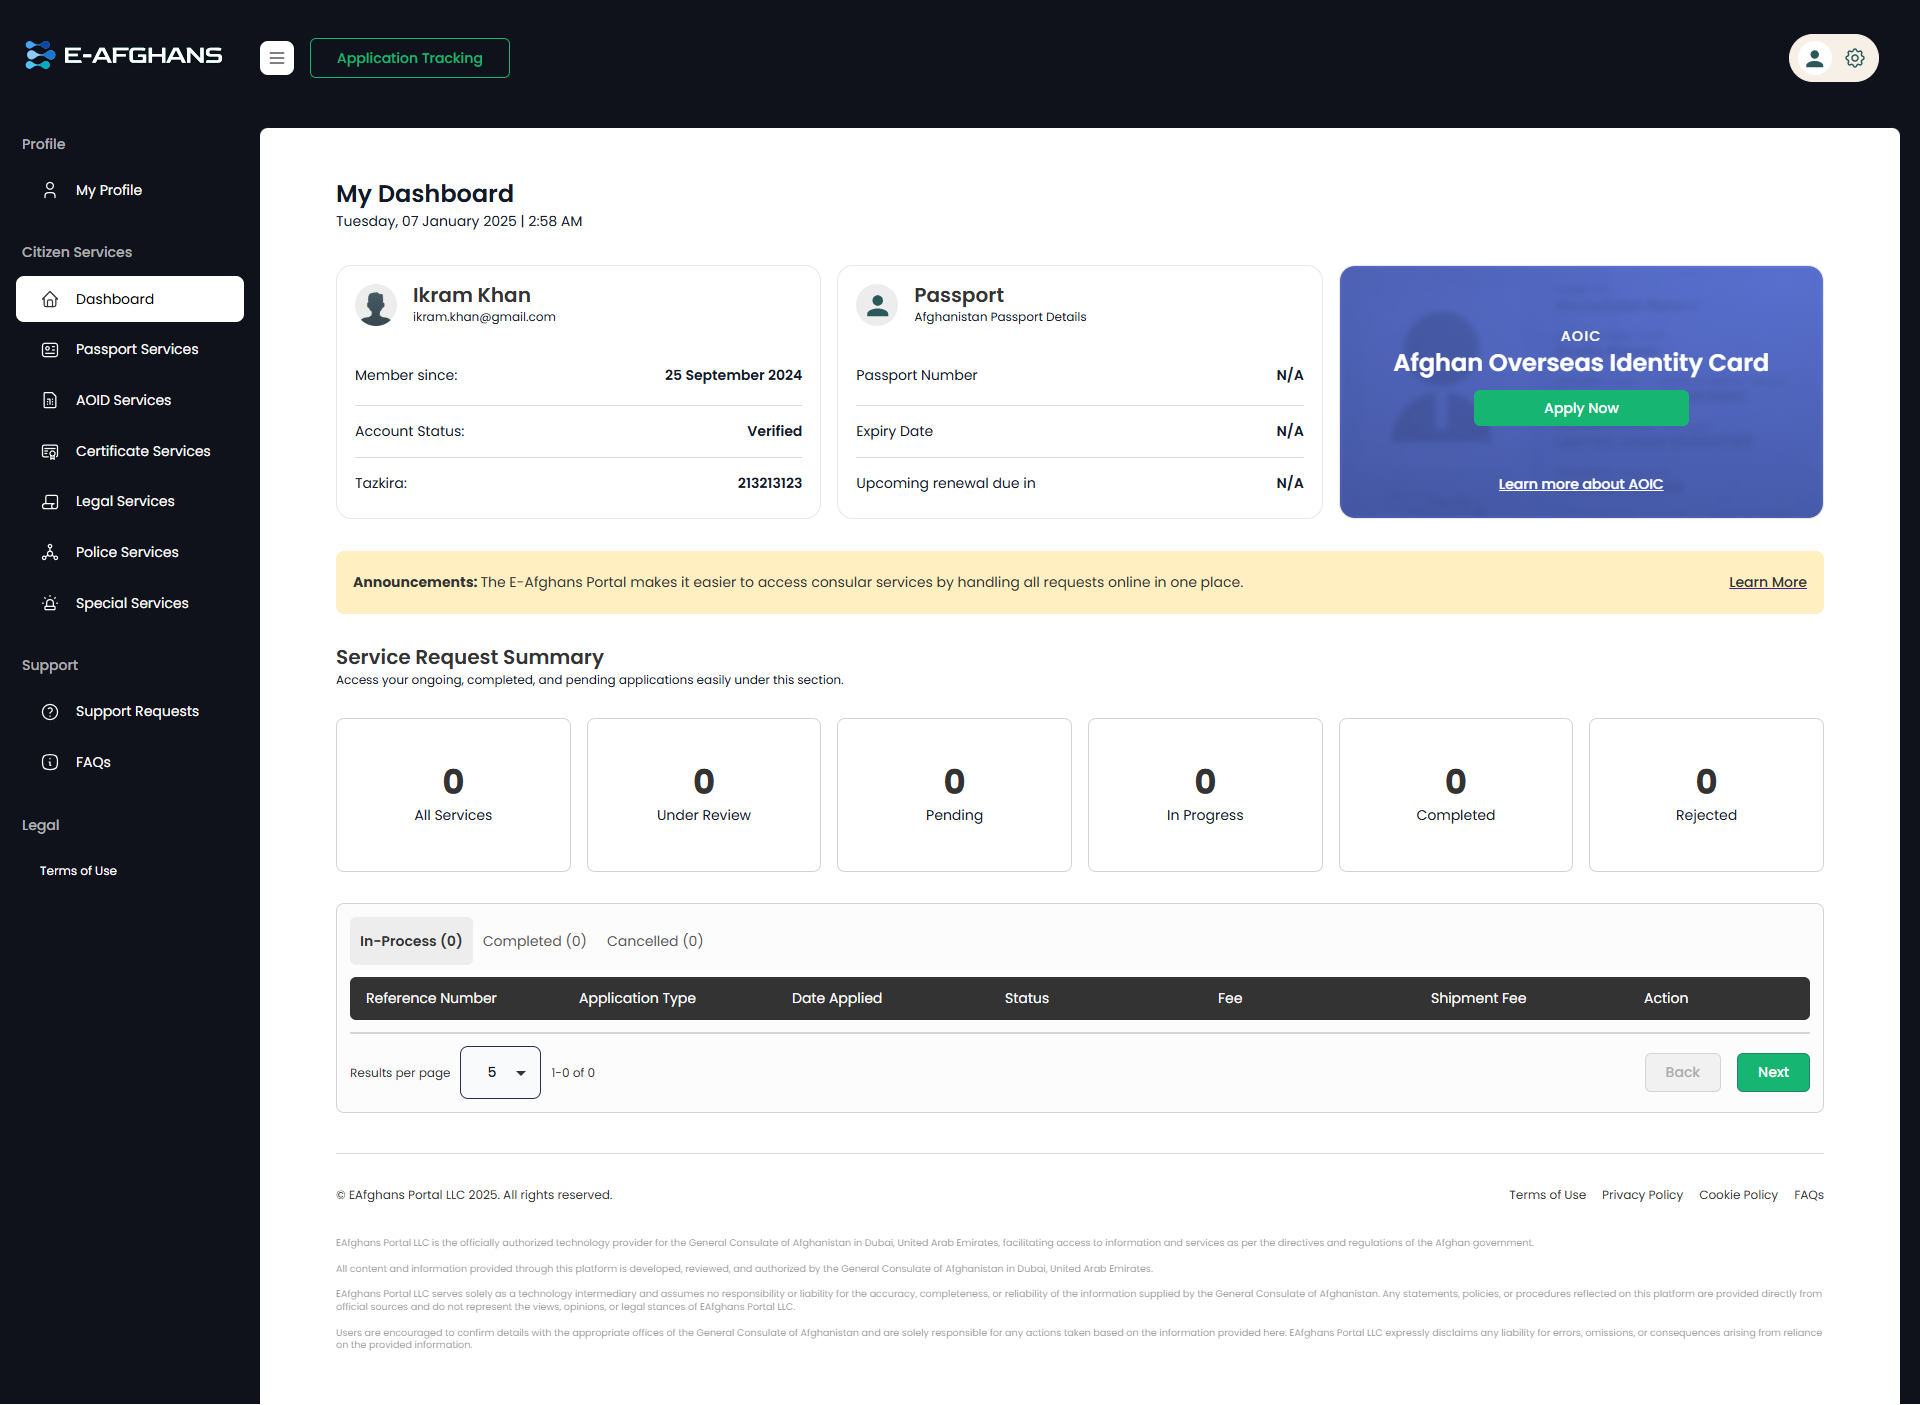 E-AFGHANS
Application Tracking
Profile
My Profile
Citizen Services
Dashboard
Passport Services
AOID Services
Certificate Services
Legal Services
Police Services
Special Services
Support
Support Requests
FAQs
Legal
Terms of Use
My Dashboard
Tuesday, 07 January 2025 | 2:58 AM
Ikram Khan
ikram.khan@gmail.com
Member since: 25 September 2024
Account Status: Verified
Tazkira: 213213123
Passport
Afghanistan Passport Details
Passport Number N/A
Expiry Date N/A
Upcoming renewal due in N/A
AOIC
Afghan Overseas Identity Card
Apply Now
Learn more about AOIC
Announcements: The E-Afghans Portal makes it easier to access consular services by handling all requests online in one place. Learn More
Service Request Summary
Access your ongoing, completed, and pending applications easily under this section.
0 0 0 0 0 0
All Services Under Review Pending In Progress Completed Rejected
In-Process (0) Completed (0) Cancelled (0)
Reference Number Application Type Date Applied Status Fee Shipment Fee Action
Results per page 5 1-0 of 0 Back Next
© EAfghans Portal LLC 2025. All rights reserved. Terms of Use Privacy Policy Cookie Policy FAQs
EAfghans Portal LLC is the officially authorized technology provider for the General Consulate of Afghanistan in Dubai, United Arab Emirates, facilitating access to information and services as per the directives and regulations of the Afghan government.
All content and information provided through this platform is developed, reviewed, and authorized by the General Consulate of Afghanistan in Dubai, United Arab Emirates.
EAfghans Portal LLC serves solely as a technology intermediary and assumes no responsibility or liability for the accuracy, completeness, or reliability of the information supplied by the General Consulate of Afghanistan. Any statements, policies, or procedures reflected on this platform are provided directly from
official sources and do not represent the views, opinions, or legal stances of EAfghans Portal LLC.
Users are encouraged to confirm details with the appropriate offices of the General Consulate of Afghanistan and are solely responsible for any actions taken based on the information provided here. EAfghans Portal LLC expressly disclaims any liability for errors, omissions, or consequences arising from reliance
on the provided information.